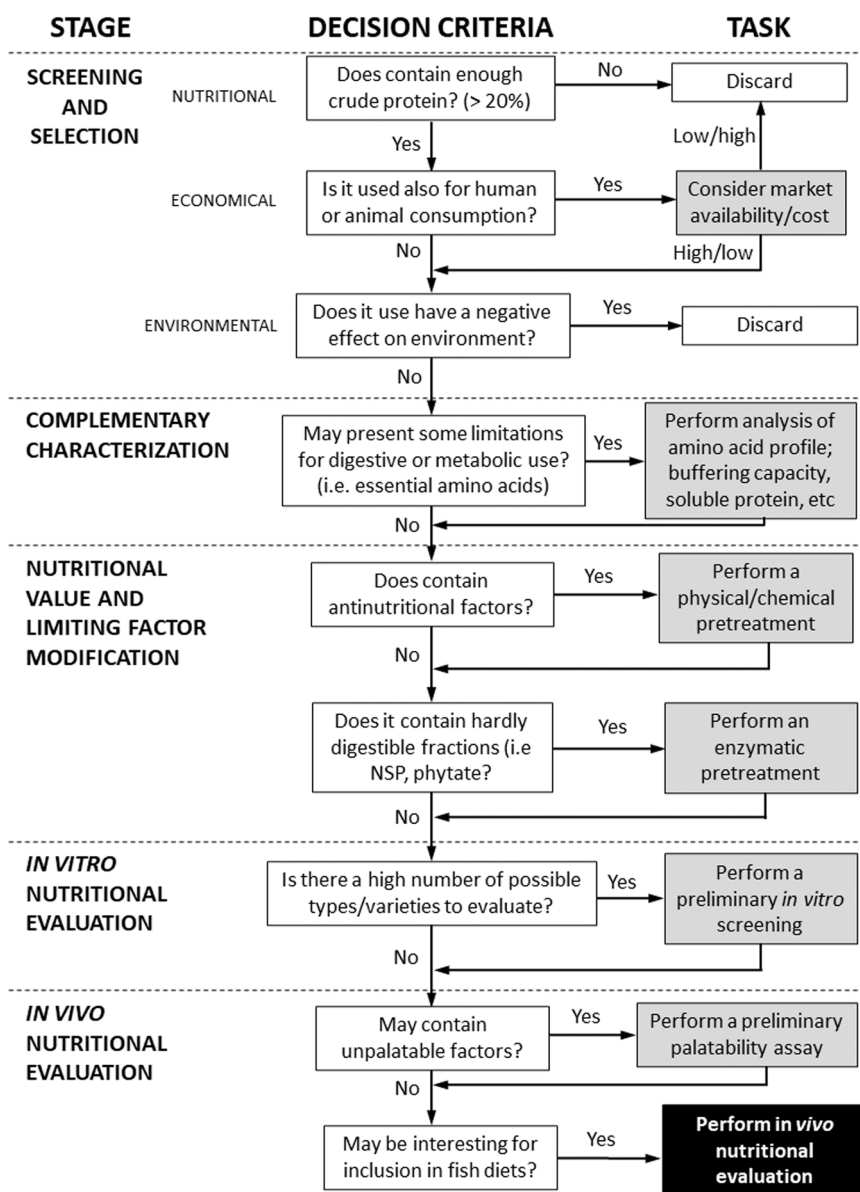 STAGE
DECISION CRITERIA
TASK
SCREENING
AND
SELECTION
NUTRITIONAL
Does contain enough
crude protein? (> 20%)
No
Discard
Yes
Low/high
ECONOMICAL
Is it used also for human
or animal consumption?
Yes
Consider market
availability/cost
No
High/low
ENVIRONMENTAL
Does it use have a negative
effect on environment?
Yes
Discard
No
COMPLEMENTARY
CHARACTERIZATION
May present some limitations
for digestive or metabolic use?
(i.e. essential amino acids)
Yes
Perform analysis of
amino acid profile;
buffering capacity,
soluble protein, etc
No
NUTRITIONAL
VALUE AND
LIMITING FACTOR
MODIFICATION
Does contain
antinutritional factors?
Yes
Perform a
physical/chemical
pretreatment
No
Does it contain hardly
digestible fractions (i.e
NSP, phytate?
Yes
Perform an
enzymatic
pretreatment
No
IN VITRO
NUTRITIONAL
EVALUATION
Is there a high number of possible
types/varieties to evaluate?
Yes
Perform a
preliminary in vitro
screening
No
IN VIVO
NUTRITIONAL
EVALUATION
May contain
unpalatable factors?
Yes
Perform a preliminary
palatability assay
No
May be interesting for
inclusion in fish diets?
Yes
Perform in vivo
nutritional
evaluation